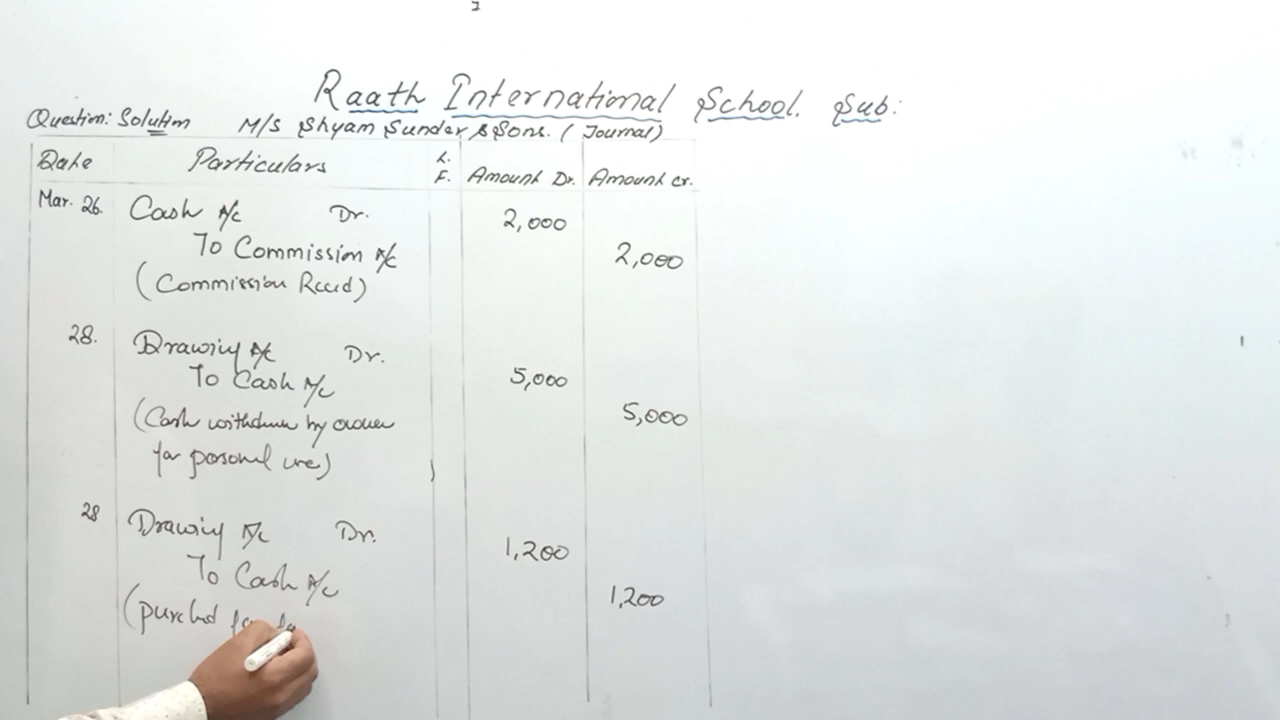 Raath International School. Sub:
Question: Solution M/S Shyam Sunder & Sons. (Journal)
Date Particulars L.F. Amount Dr. Amount Cr.
Mar. 26. Cash A/c Dr. 2,000
To Commission A/c 2,000
(Commission Recd)
28. Drawing A/c Dr. 5,000
To Cash A/c 5,000
(Cash withdrawn by owner
for personal use)
28 Drawing A/c Dr. 1,200
To Cash A/c 1,200
(purchd